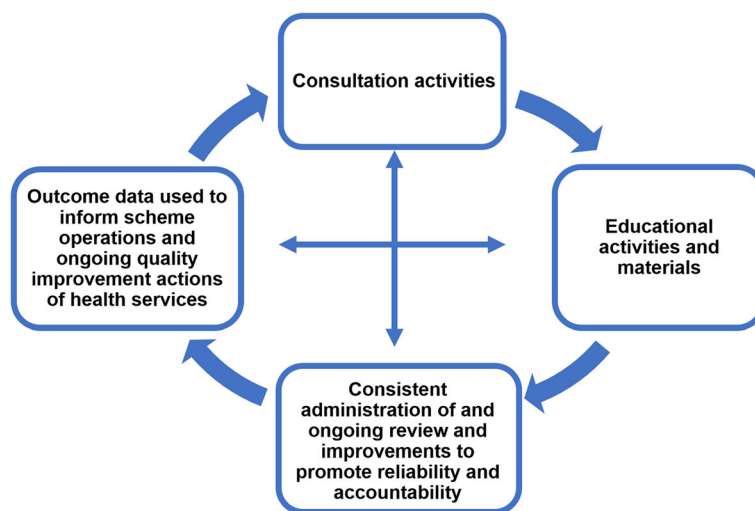 Consultation activities
Educational
activities and
materials
Consistent
administration of and
ongoing review and
improvements to
promote reliability and
accountability
Outcome data used to
inform scheme
operations and
ongoing quality
improvement actions
of health services